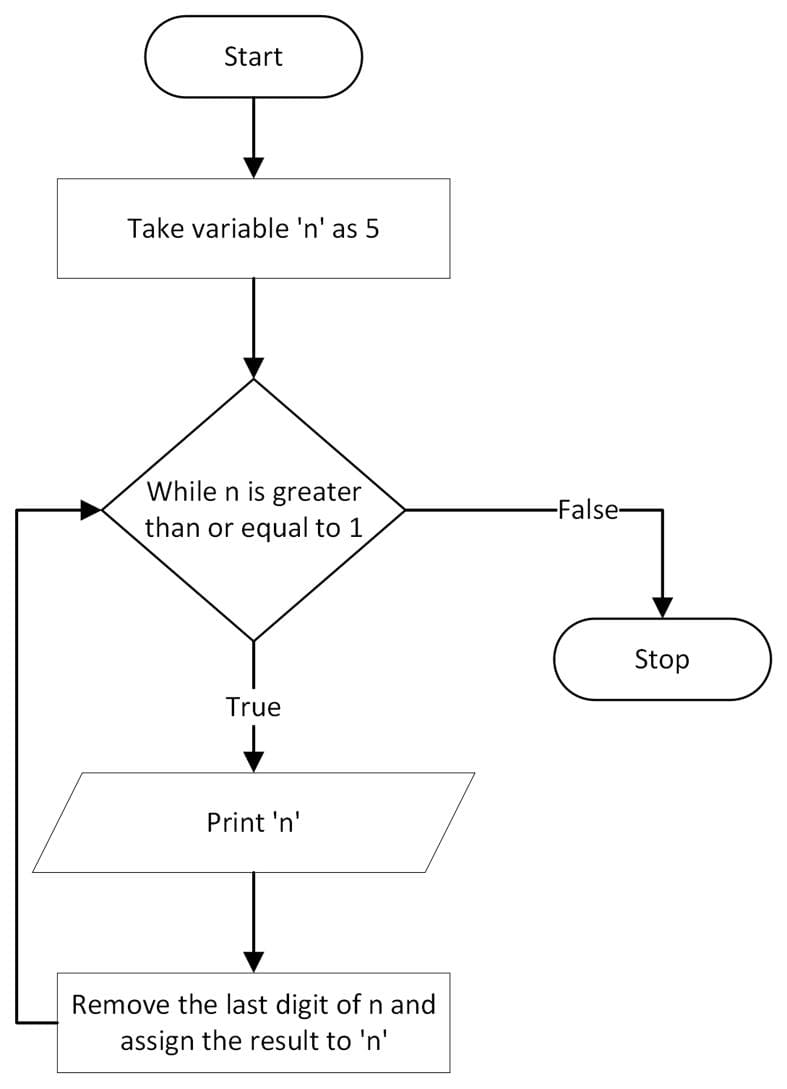 Start
Take variable 'n' as 5
While n is greater
than or equal to 1
False
Stop
True
Print 'n'
Remove the last digit of n and
assign the result to 'n'